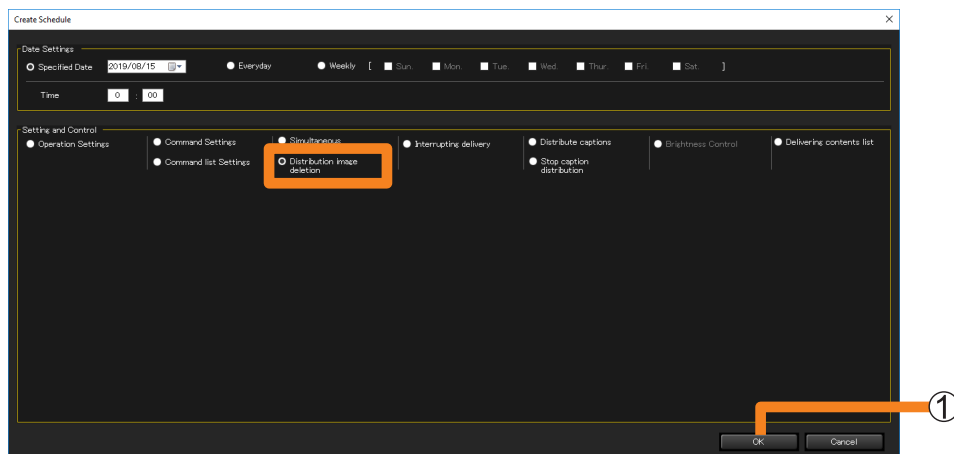 Create Schedule
Date Settings
Specified Date 2019/08/15 Everyday Weekly [ Sun. Mon. Tue. Wed. Thur. Fri. Sat. ]
Time 0 : 00
Setting and Control
Operation Settings Command Settings Simultaneous Interrupting delivery Distribute captions Brightness Control Delivering contents list
Command list Settings Distribution image deletion Stop caption distribution
1
OK Cancel